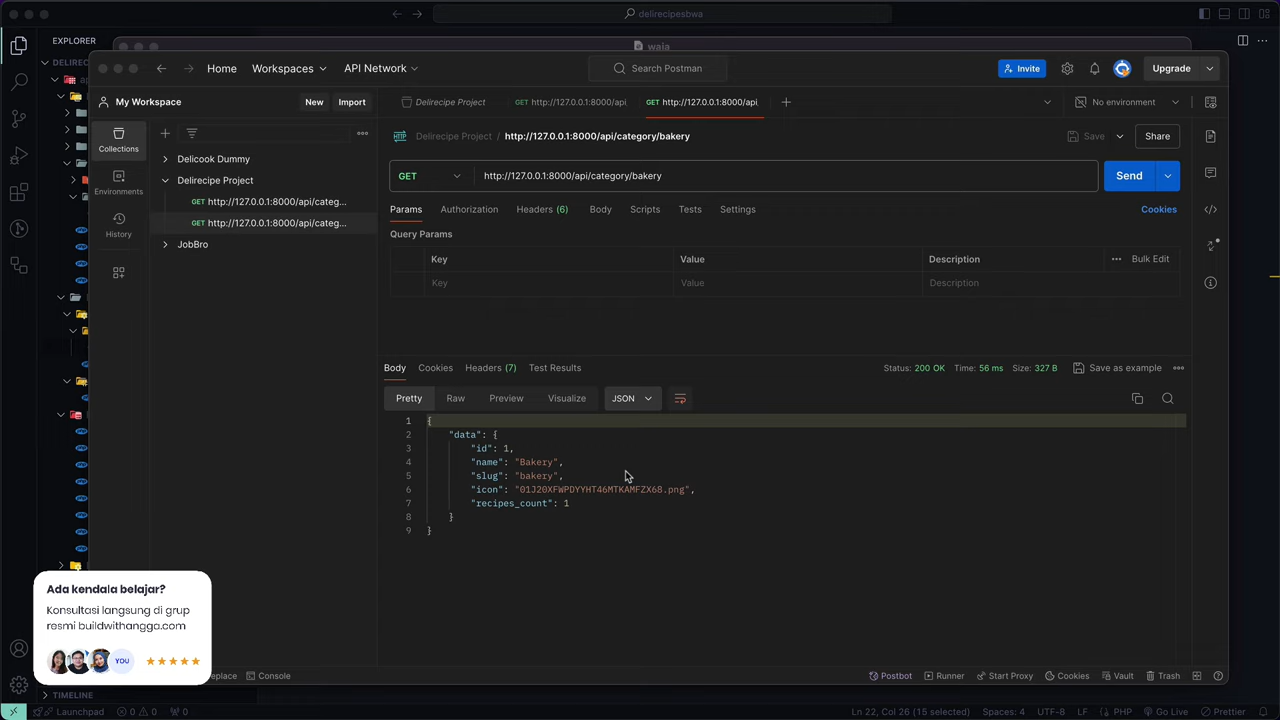 delirecipesbwa
EXPLORER
waia
Home
Workspaces
API Network
Search Postman
Invite
Upgrade
My Workspace
New
Import
Delirecipe Project
GET http://127.0.0.1:8000/api
GET http://127.0.0.1:8000/api
No environment
Collections
Environments
History
Delicook Dummy
Delirecipe Project
GET http://127.0.0.1:8000/api/categ...
GET http://127.0.0.1:8000/api/categ...
JobBro
HTTP
Delirecipe Project / http://127.0.0.1:8000/api/category/bakery
Save
Share
GET
http://127.0.0.1:8000/api/category/bakery
Send
Params
Authorization
Headers (6)
Body
Scripts
Tests
Settings
Cookies
Query Params
Key
Value
Description
Bulk Edit
Key
Value
Description
Body
Cookies
Headers (7)
Test Results
Status: 200 OK
Time: 56 ms
Size: 327 B
Save as example
Pretty
Raw
Preview
Visualize
JSON
1 {
2 "data": {
3 "id": 1,
4 "name": "Bakery",
5 "slug": "bakery",
6 "icon": "01J20XFWPDYYHT46MTKAMFZX68.png",
7 "recipes_count": 1
8 }
9 }
Ada kendala belajar?
Konsultasi langsung di grup
resmi buildwithangga.com
YOU
eplace
Console
Postbot
Runner
Start Proxy
Cookies
Vault
Trash
TIMELINE
Launchpad
0
0
0
Ln 22, Col 26 (15 selected)
Spaces: 4
UTF-8
LF
PHP
Go Live
Prettier